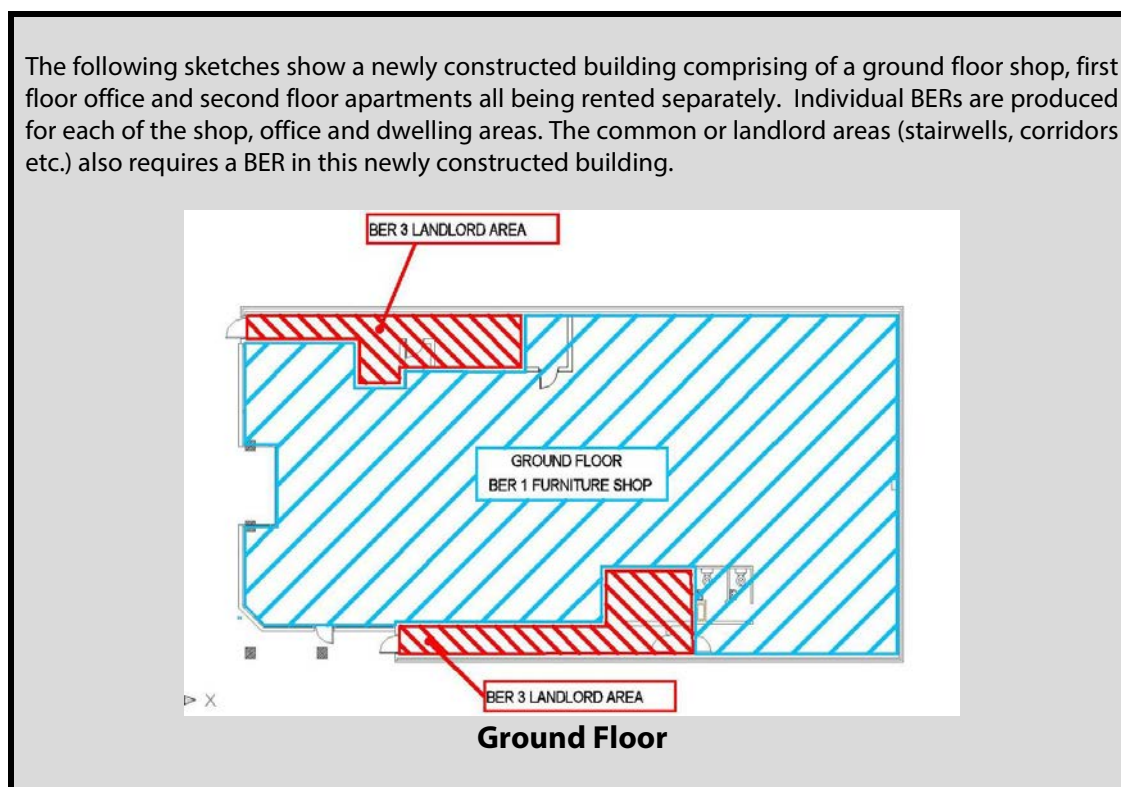 The following sketches show a newly constructed building comprising of a ground floor shop, first
floor office and second floor apartments all being rented separately.  Individual BERs are produced
for each of the shop, office and dwelling areas. The common or landlord areas (stairwells, corridors
etc.) also requires a BER in this newly constructed building.
BER 3 LANDLORD AREA
GROUND FLOOR
BER 1 FURNITURE SHOP
BER 3 LANDLORD AREA
X
Ground Floor